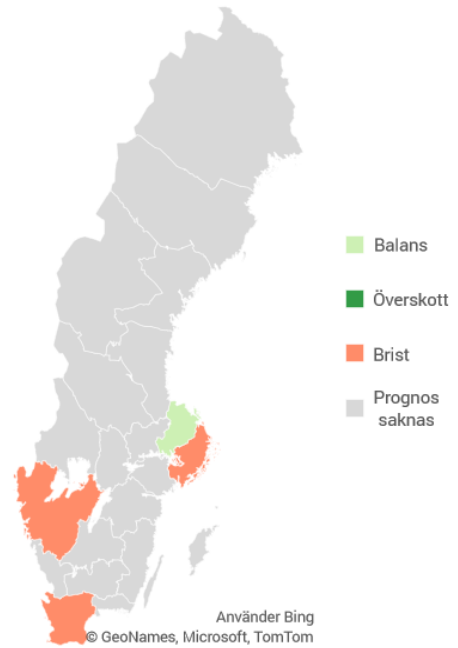 Balans
Överskott
Brist
Prognos
saknas
Använder Bing
© GeoNames, Microsoft, TomTom